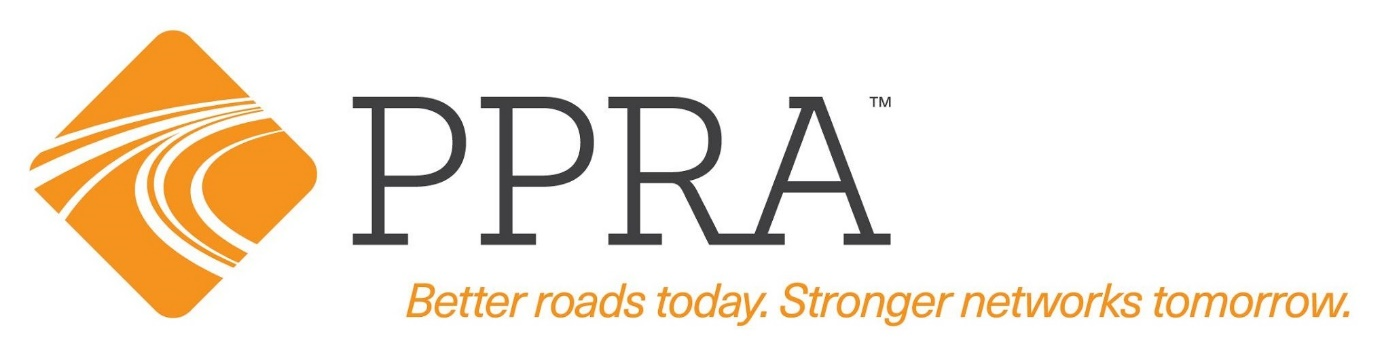 PPRA™
Better roads today. Stronger networks tomorrow.